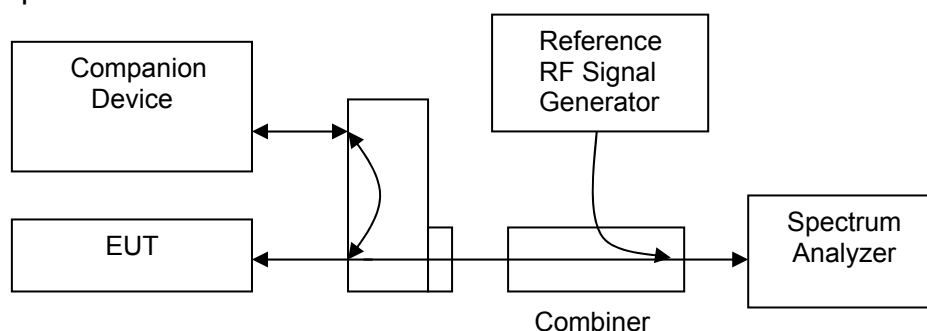 Companion
Device
Reference
RF Signal
Generator
EUT
Spectrum
Analyzer
Combiner